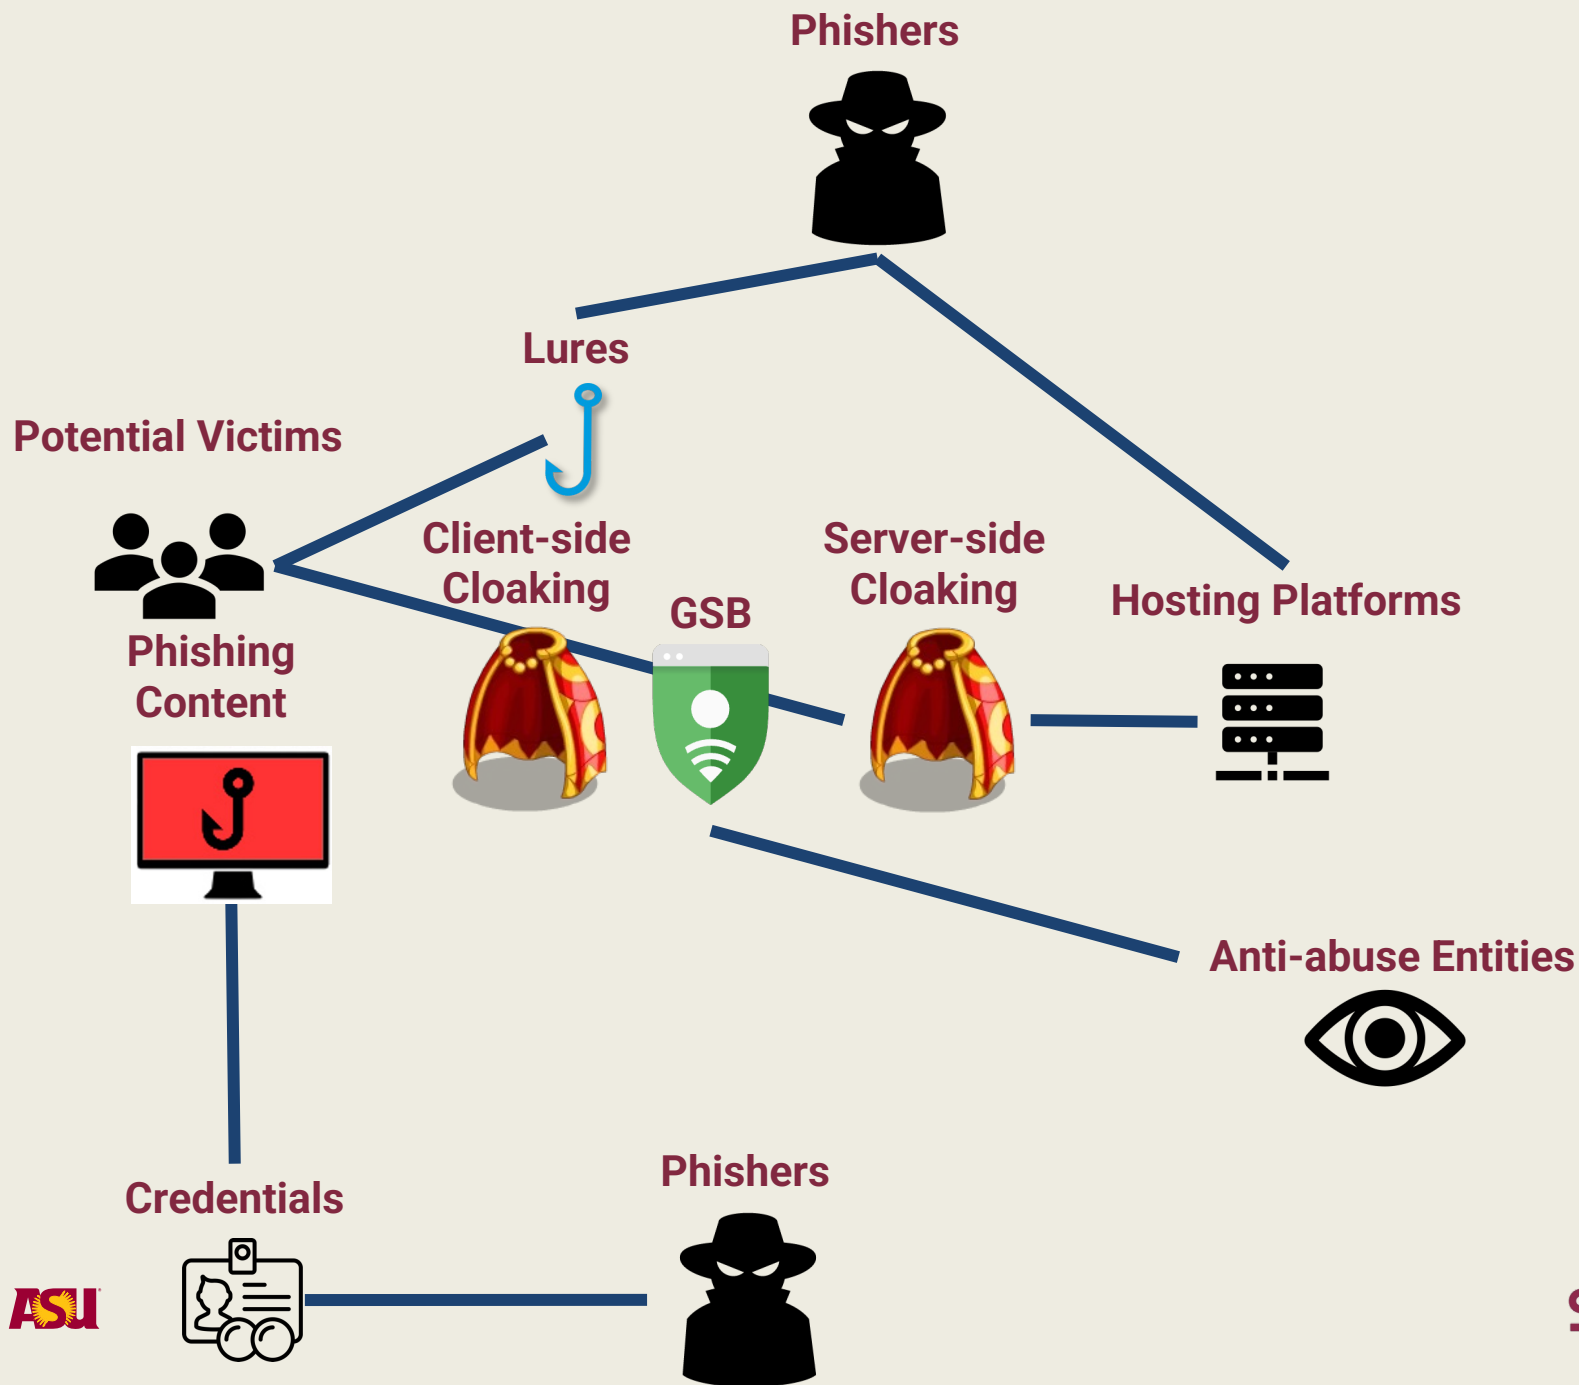 Phishers
Lures
Potential Victims
Client-side
Cloaking
Server-side
Cloaking
GSB
Hosting Platforms
Phishing
Content
Anti-abuse Entities
Phishers
Credentials
ASU